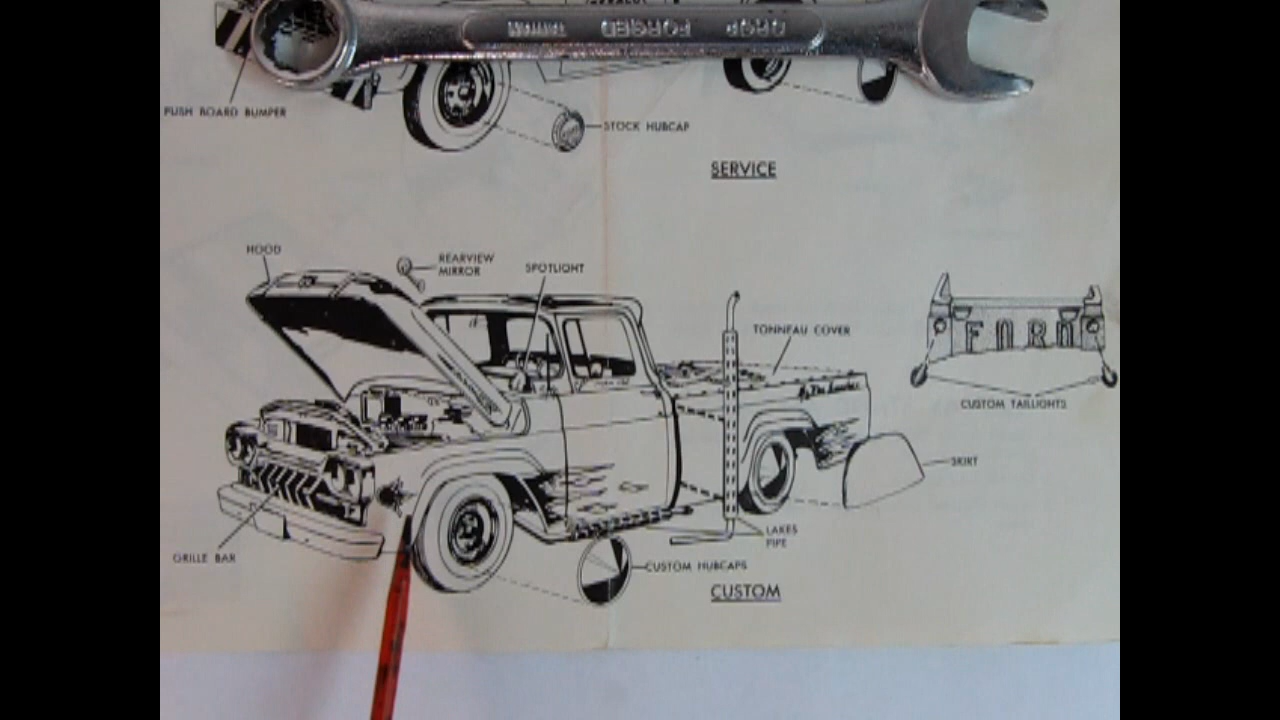 DROP FORGED
PUSH BOARD BUMPER
STOCK HUBCAP
SERVICE
HOOD
REARVIEW
MIRROR
SPOTLIGHT
TONNEAU COVER
FORD
CUSTOM TAILLIGHTS
SKIRT
LAKES
PIPE
GRILLE BAR
CUSTOM HUBCAPS
CUSTOM